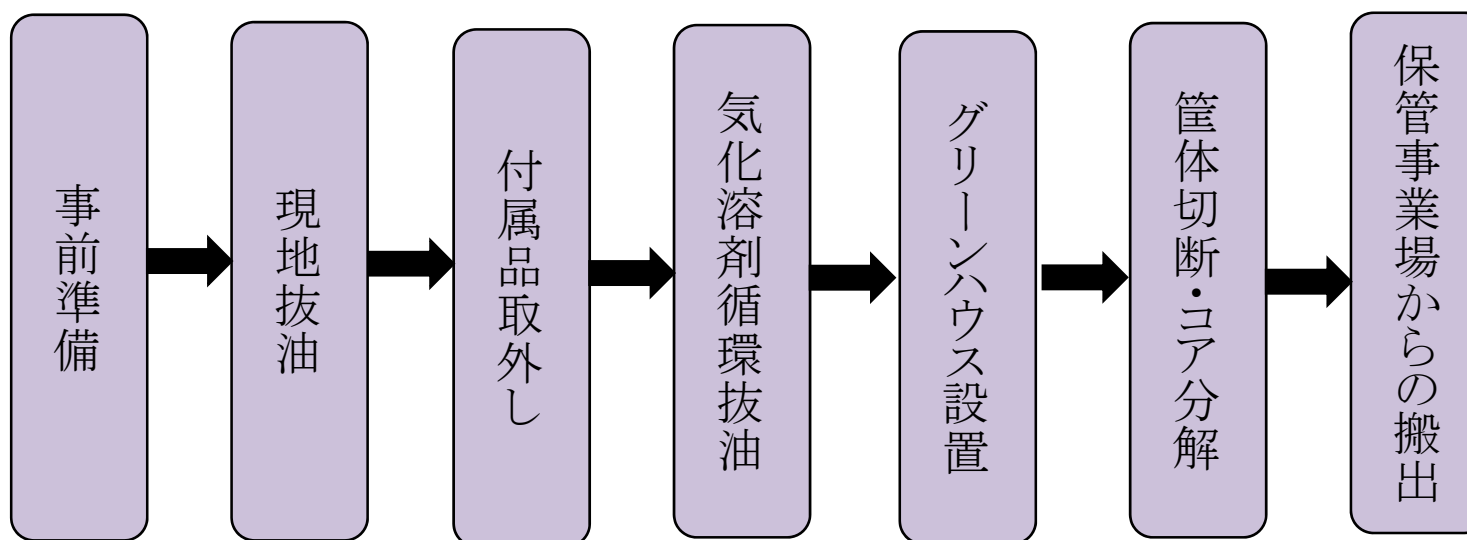 事前準備
現地抜油
付属品取外し
気化溶剤循環抜油
グリーンハウス設置
筐体切断・コア分解
保管事業場からの搬出